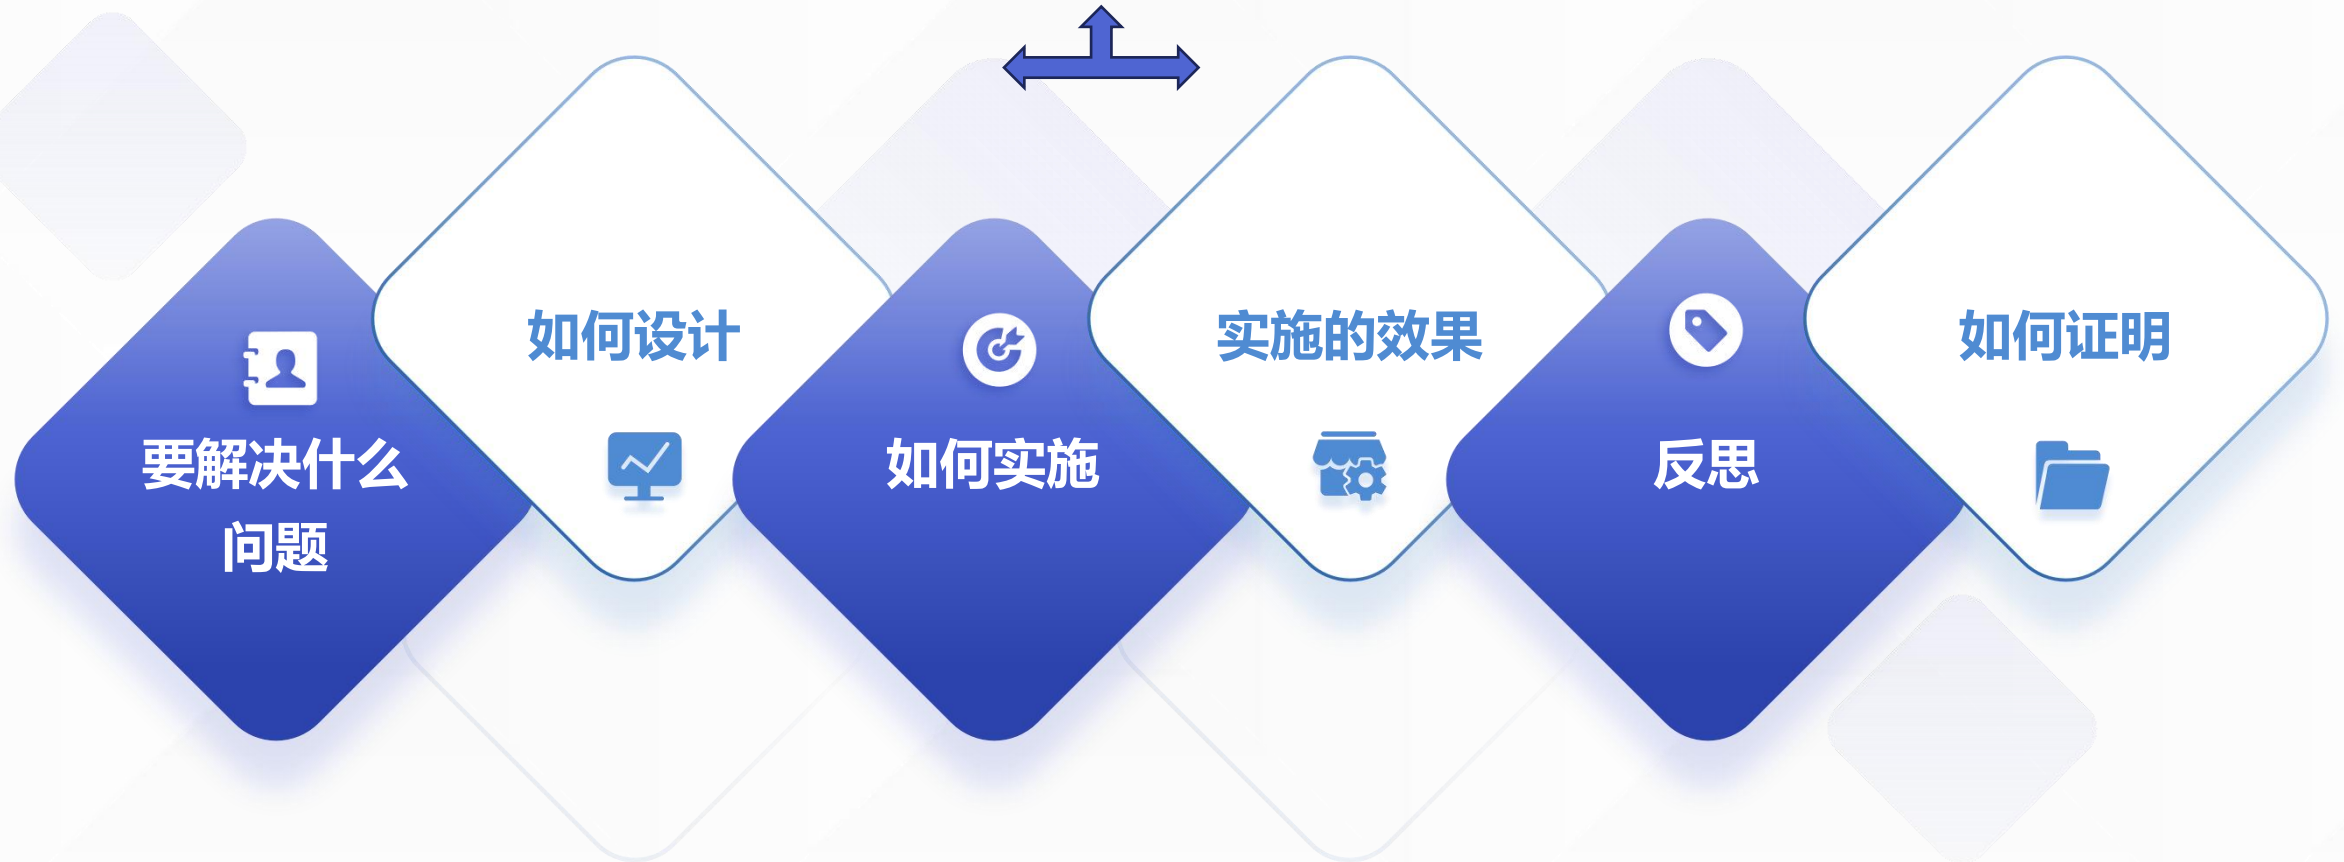 要解决什么
问题
如何设计
如何实施
实施的效果
反思
如何证明